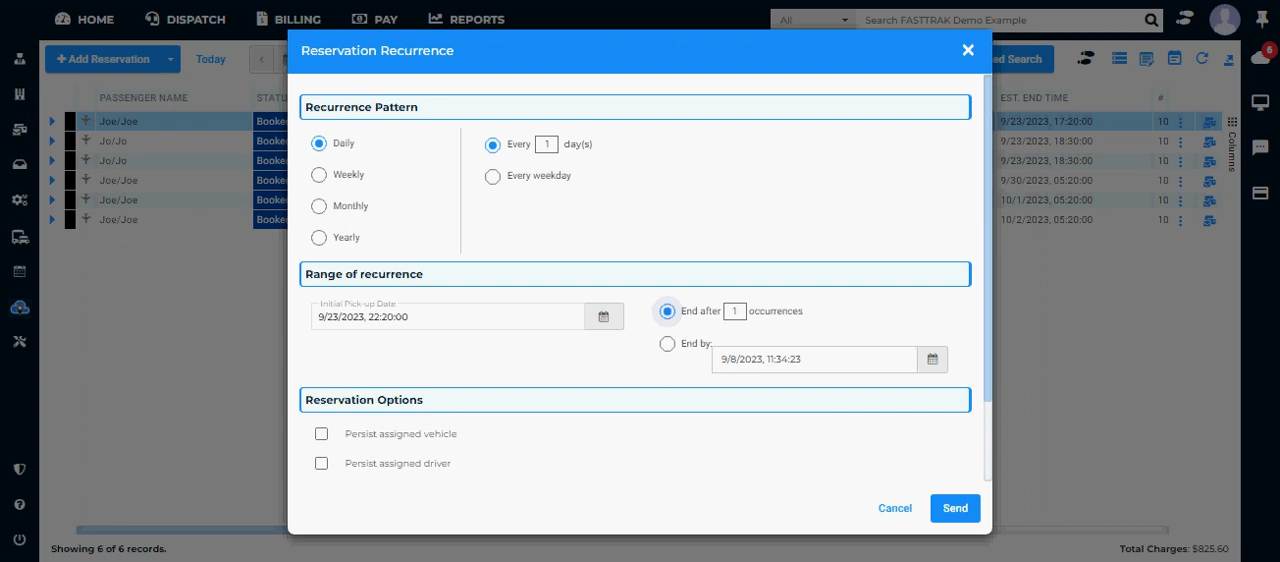 HOME DISPATCH BILLING PAY REPORTS All Search FASTTRAK Demo Example
Reservation Recurrence
+ Add Reservation Today ed Search 6
PASSENGER NAME STATU EST. END TIME #
Recurrence Pattern
Joe/Joe Booke 9/23/2023, 17:20:00 10
Jo/Jo Booke 9/23/2023, 18:30:00 10
Jo/Jo Booke 9/23/2023, 18:30:00 10
Joe/Joe Booke 9/30/2023, 05:20:00 10
Joe/Joe Booke 10/1/2023, 05:20:00 10
Joe/Joe Booke 10/2/2023, 05:20:00 10
Columns
Daily Every 1 day(s)
Weekly Every weekday
Monthly
Yearly
Range of recurrence
Initial Pick-up Date
9/23/2023, 22:20:00 End after 1 occurrences
End by:
9/8/2023, 11:34:23
Reservation Options
Persist assigned vehicle
Persist assigned driver
Cancel Send
Showing 6 of 6 records. Total Charges: $825.60